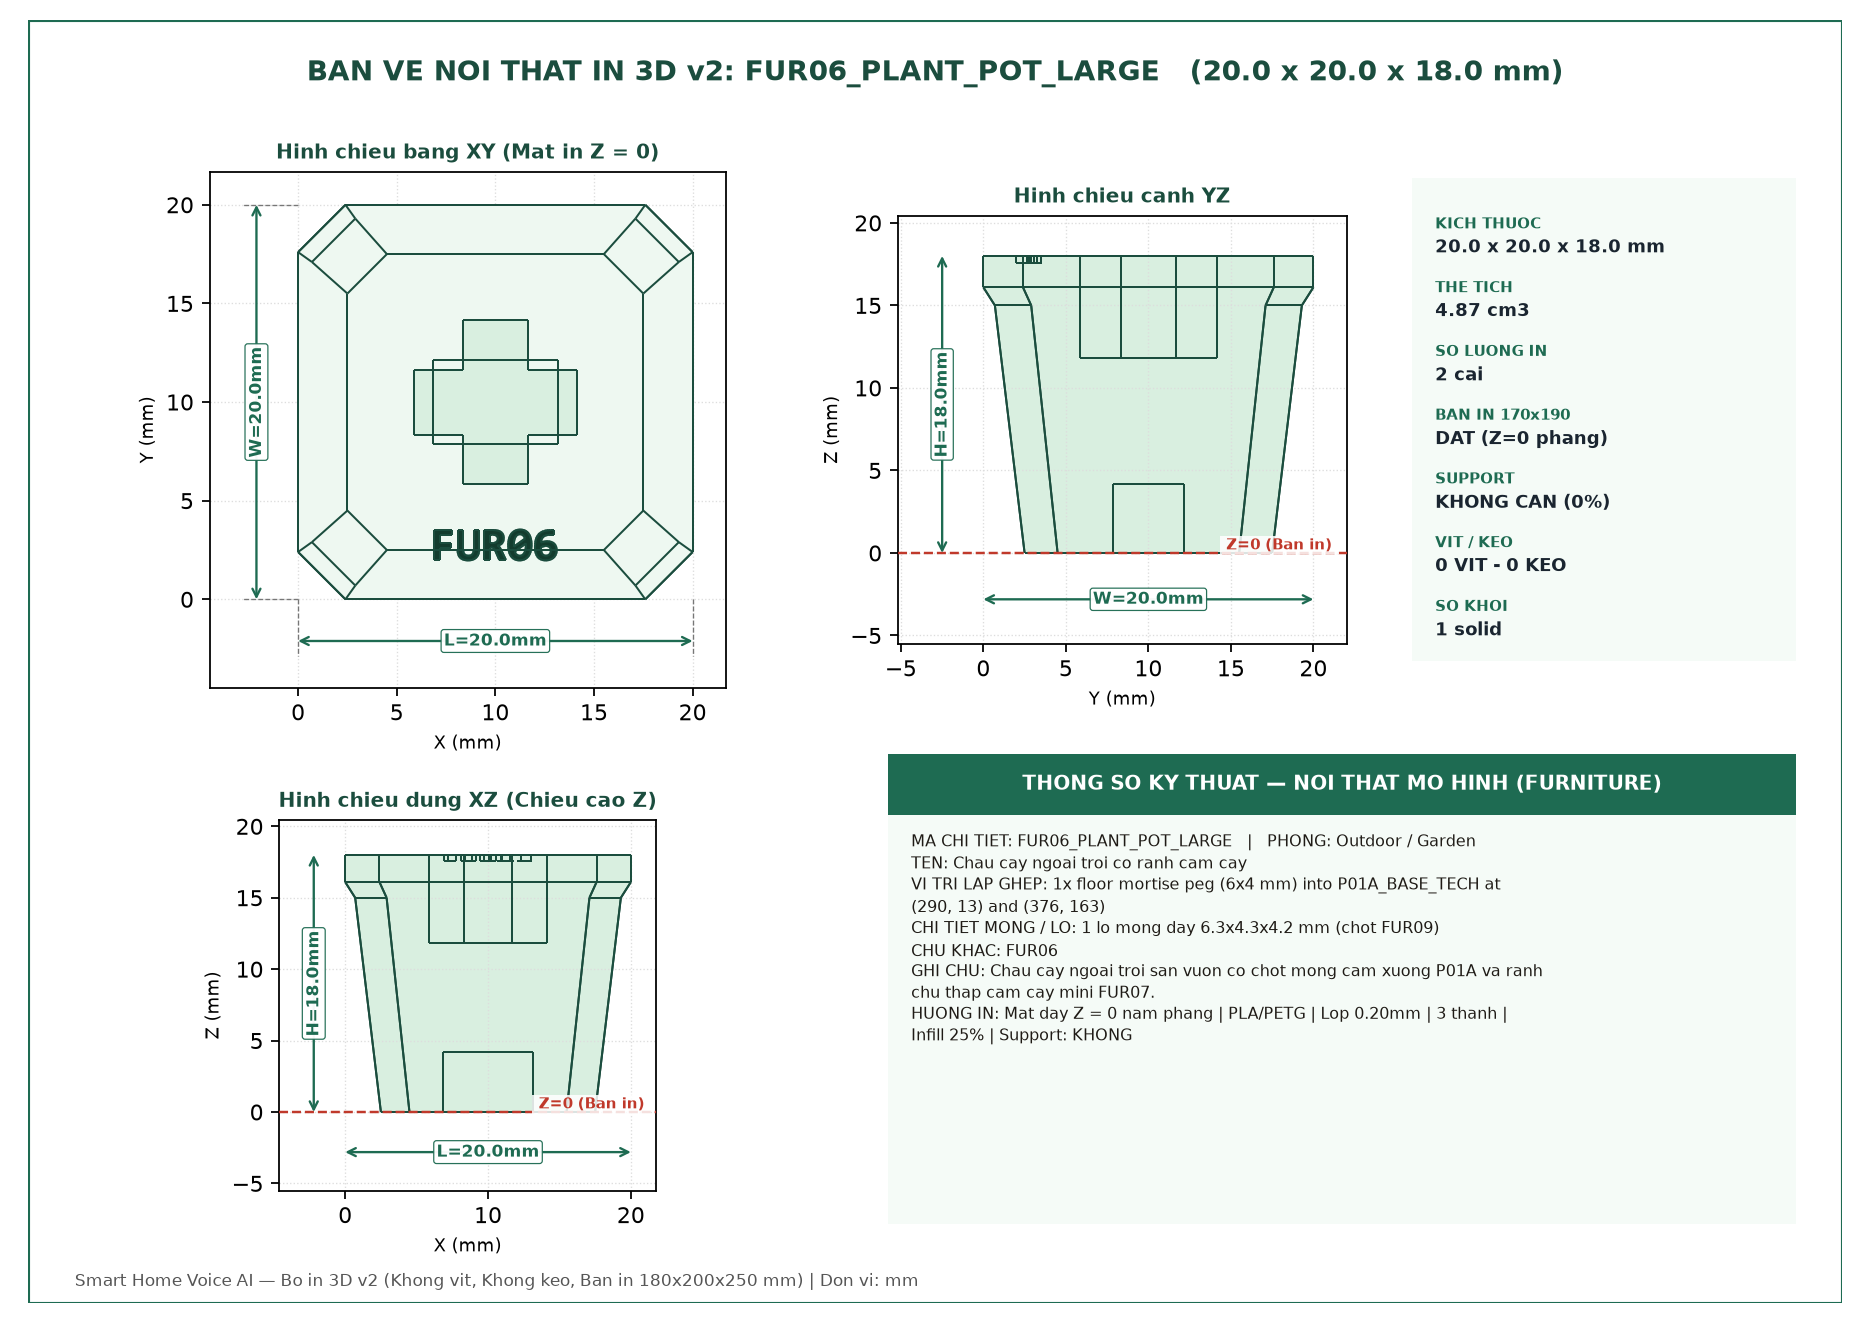 BAN VE NOI THAT IN 3D v2: FUR06_PLANT_POT_LARGE (20.0 x 20.0 x 18.0 mm)
Hinh chieu bang XY (Mat in Z = 0)
20
15
10
5
0
Y (mm)
W=20.0mm
FUR06
L=20.0mm
0 5 10 15 20
X (mm)
Hinh chieu canh YZ
20
15
10
5
0
−5
Z (mm)
H=18.0mm
Z=0 (Ban in)
W=20.0mm
−5 0 5 10 15 20
Y (mm)
KICH THUOC
20.0 x 20.0 x 18.0 mm
THE TICH
4.87 cm3
SO LUONG IN
2 cai
BAN IN 170x190
DAT (Z=0 phang)
SUPPORT
KHONG CAN (0%)
VIT / KEO
0 VIT - 0 KEO
SO KHOI
1 solid
Hinh chieu dung XZ (Chieu cao Z)
20
15
10
5
0
−5
Z (mm)
H=18.0mm
Z=0 (Ban in)
L=20.0mm
0 10 20
X (mm)
THONG SO KY THUAT — NOI THAT MO HINH (FURNITURE)
MA CHI TIET: FUR06_PLANT_POT_LARGE | PHONG: Outdoor / Garden
TEN: Chau cay ngoai troi co ranh cam cay
VI TRI LAP GHEP: 1x floor mortise peg (6x4 mm) into P01A_BASE_TECH at
(290, 13) and (376, 163)
CHI TIET MONG / LO: 1 lo mong day 6.3x4.3x4.2 mm (chot FUR09)
CHU KHAC: FUR06
GHI CHU: Chau cay ngoai troi san vuon co chot mong cam xuong P01A va ranh
chu thap cam cay mini FUR07.
HUONG IN: Mat day Z = 0 nam phang | PLA/PETG | Lop 0.20mm | 3 thanh |
Infill 25% | Support: KHONG
Smart Home Voice AI — Bo in 3D v2 (Khong vit, Khong keo, Ban in 180x200x250 mm) | Don vi: mm